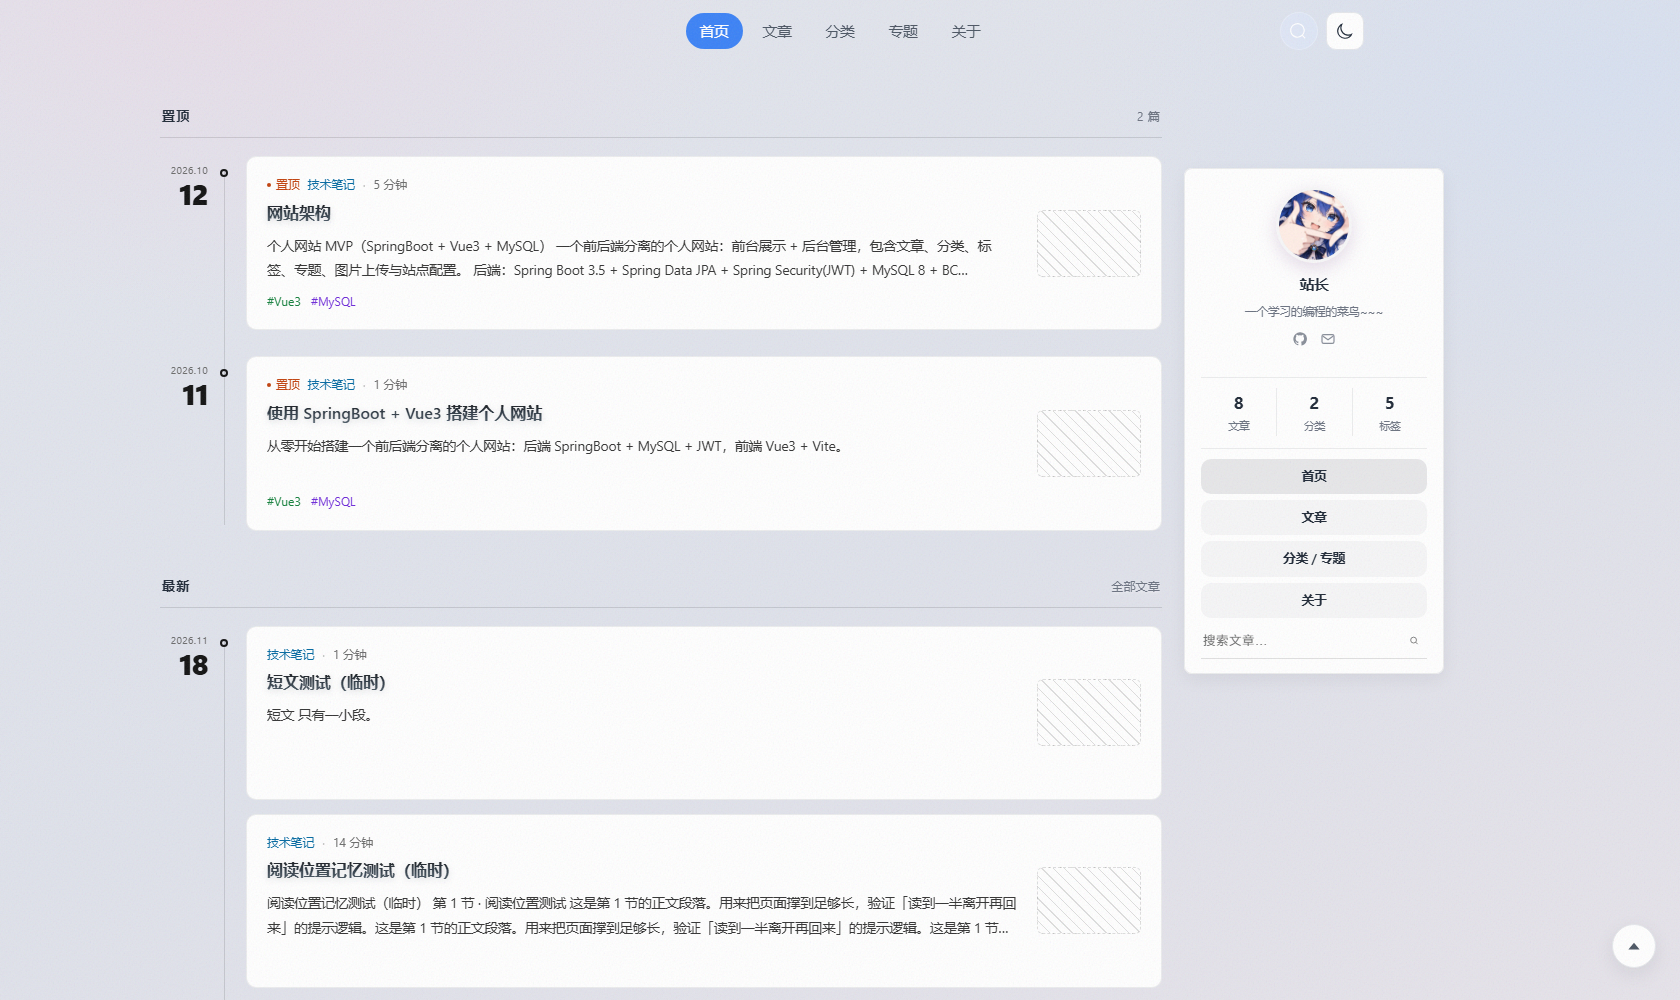 首页 文章 分类 专题 关于
置顶 2 篇
2026.10
12
置顶 技术笔记 · 5 分钟
网站架构
个人网站 MVP（SpringBoot + Vue3 + MySQL） 一个前后端分离的个人网站：前台展示 + 后台管理，包含文章、分类、标
签、专题、图片上传与站点配置。 后端：Spring Boot 3.5 + Spring Data JPA + Spring Security(JWT) + MySQL 8 + BC...
#Vue3 #MySQL
2026.10
11
置顶 技术笔记 · 1 分钟
使用 SpringBoot + Vue3 搭建个人网站
从零开始搭建一个前后端分离的个人网站：后端 SpringBoot + MySQL + JWT，前端 Vue3 + Vite。
#Vue3 #MySQL
最新 全部文章
2026.11
18
技术笔记 · 1 分钟
短文测试（临时）
短文 只有一小段。
技术笔记 · 14 分钟
阅读位置记忆测试（临时）
阅读位置记忆测试（临时） 第 1 节 · 阅读位置测试 这是第 1 节的正文段落。用来把页面撑到足够长，验证「读到一半离开再回
来」的提示逻辑。这是第 1 节的正文段落。用来把页面撑到足够长，验证「读到一半离开再回来」的提示逻辑。这是第 1 节...
站长
一个学习的编程的菜鸟~~~
8 2 5
文章 分类 标签
首页
文章
分类 / 专题
关于
搜索文章...